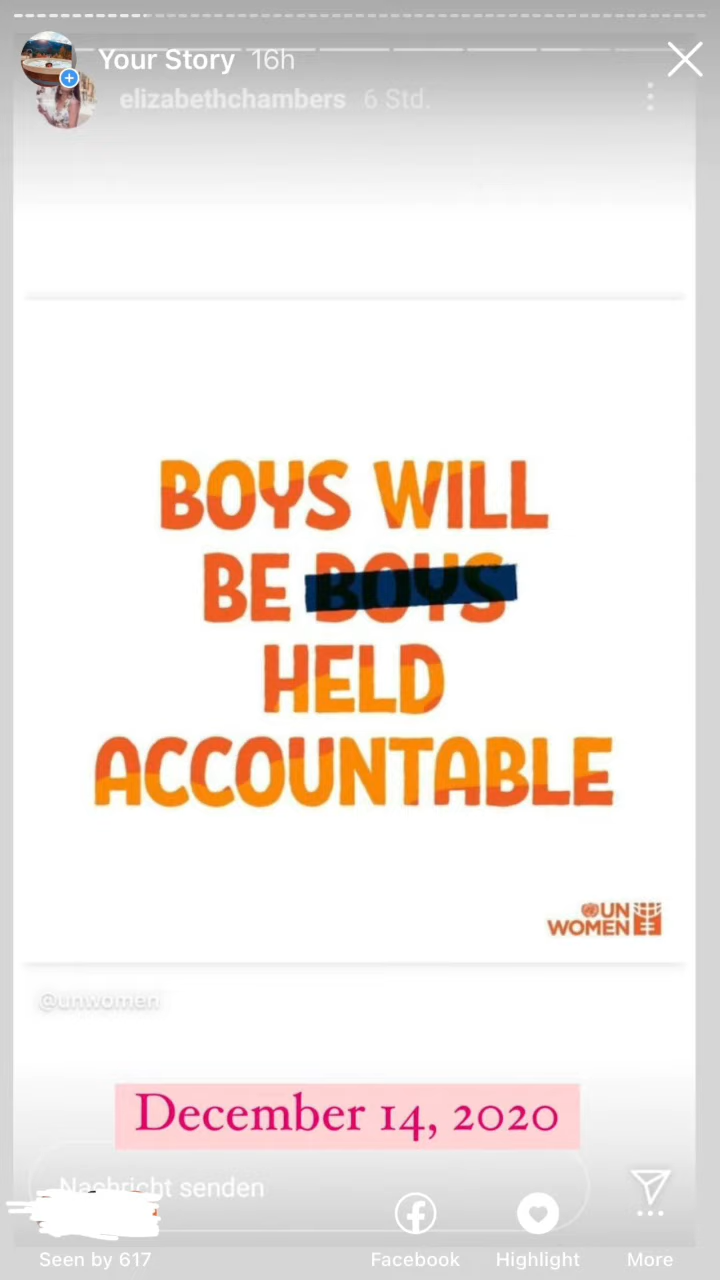 Your Story 16h
elizabethchambers 6 Std.
BOYS WILL
BE BOYS
HELD
ACCOUNTABLE
UN
WOMEN
@unwomen
December 14, 2020
Nachricht senden
Seen by 617
Facebook
Highlight
More